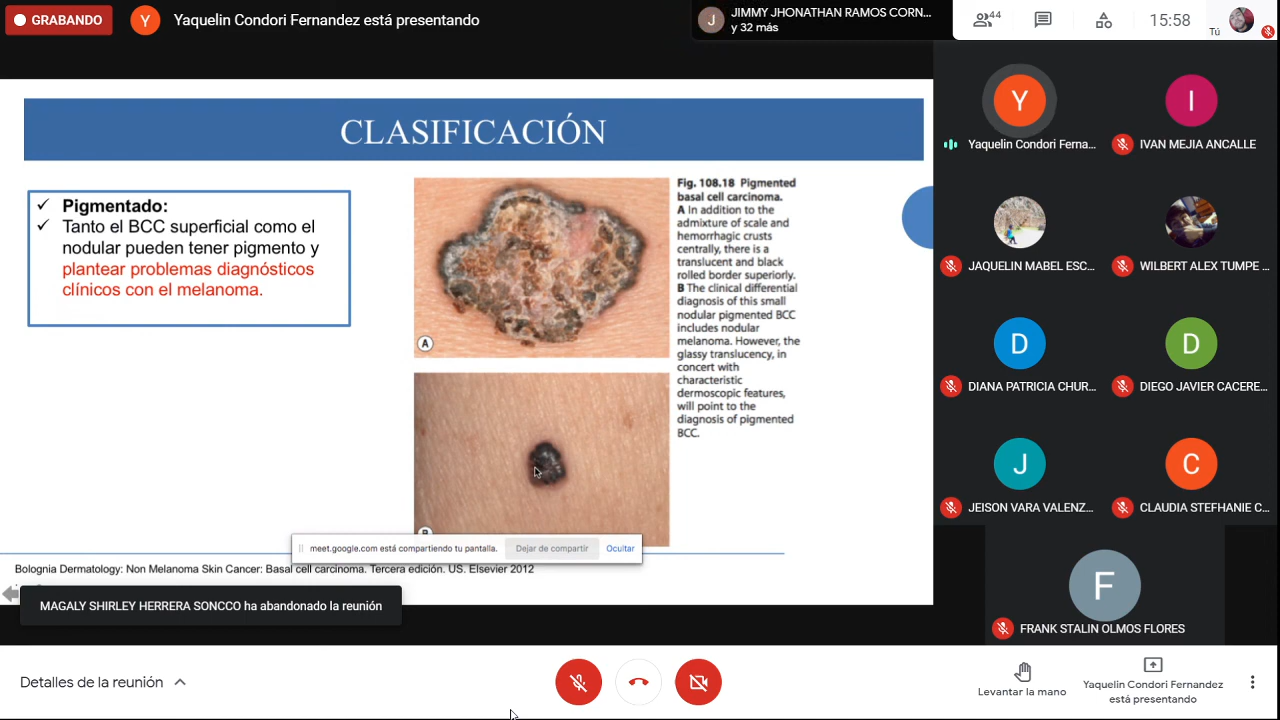 GRABANDO
Y
Yaquelin Condori Fernandez está presentando
J
JIMMY JHONATHAN RAMOS CORN...
y 32 más
44
15:58
Tú
CLASIFICACIÓN
✓ Pigmentado:
✓ Tanto el BCC superficial como el
nodular pueden tener pigmento y
plantear problemas diagnósticos
clínicos con el melanoma.
A
Fig. 108.18 Pigmented
basal cell carcinoma.
A In addition to the
admixture of scale and
hemorrhagic crusts
centrally, there is a
translucent and black
rolled border superiorly.
B The clinical differential
diagnosis of this small
nodular pigmented BCC
includes nodular
melanoma. However, the
glassy translucency, in
concert with
characteristic
dermoscopic features,
will point to the
diagnosis of pigmented
BCC.
meet.google.com está compartiendo tu pantalla.
Dejar de compartir
Ocultar
Bolognia Dermatology: Non Melanoma Skin Cancer: Basal cell carcinoma. Tercera edición. US. Elsevier 2012
MAGALY SHIRLEY HERRERA SONCCO ha abandonado la reunión
Y
Yaquelin Condori Ferna...
I
IVAN MEJIA ANCALLE
JAQUELIN MABEL ESC...
WILBERT ALEX TUMPE ...
D
DIANA PATRICIA CHUR...
D
DIEGO JAVIER CACERE...
J
JEISON VARA VALENZ...
C
CLAUDIA STEFHANIE C...
F
FRANK STALIN OLMOS FLORES
Detalles de la reunión
Levantar la mano
Yaquelin Condori Fernandez
está presentando